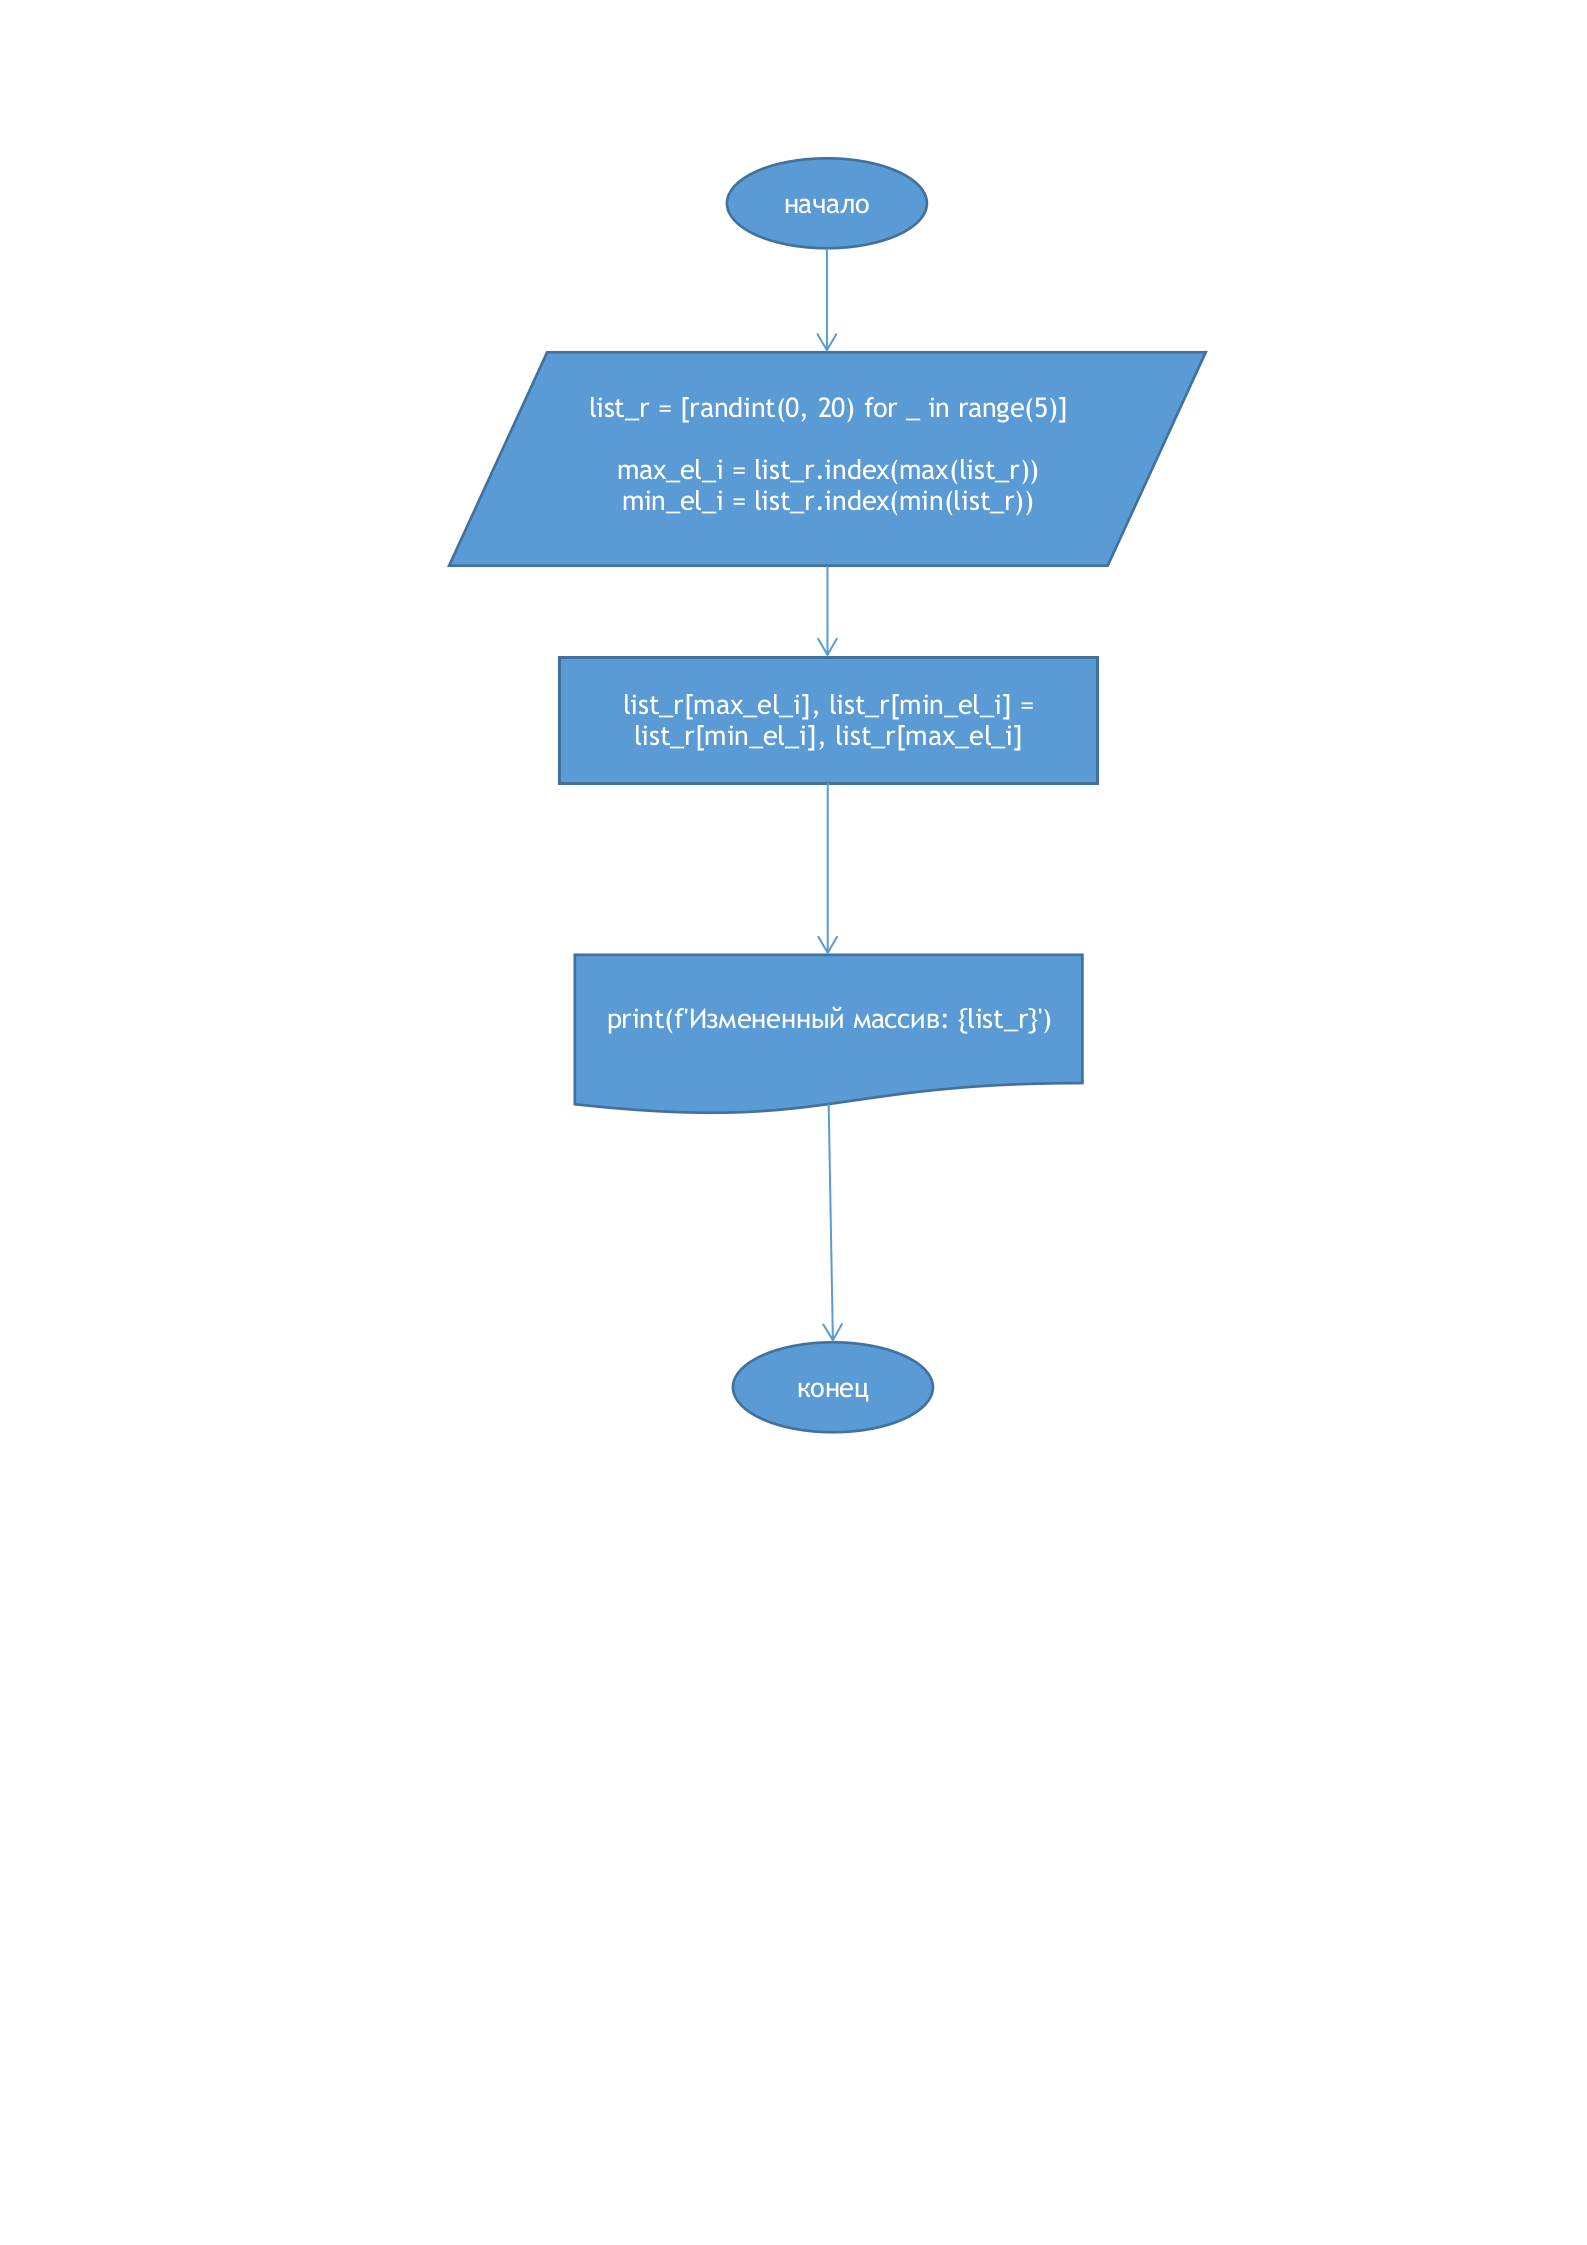 начало
list_r = [randint(0, 20) for _ in range(5)]
max_el_i = list_r.index(max(list_r))
min_el_i = list_r.index(min(list_r))
list_r[max_el_i], list_r[min_el_i] =
list_r[min_el_i], list_r[max_el_i]
print(f'Измененный массив: {list_r}')
конец